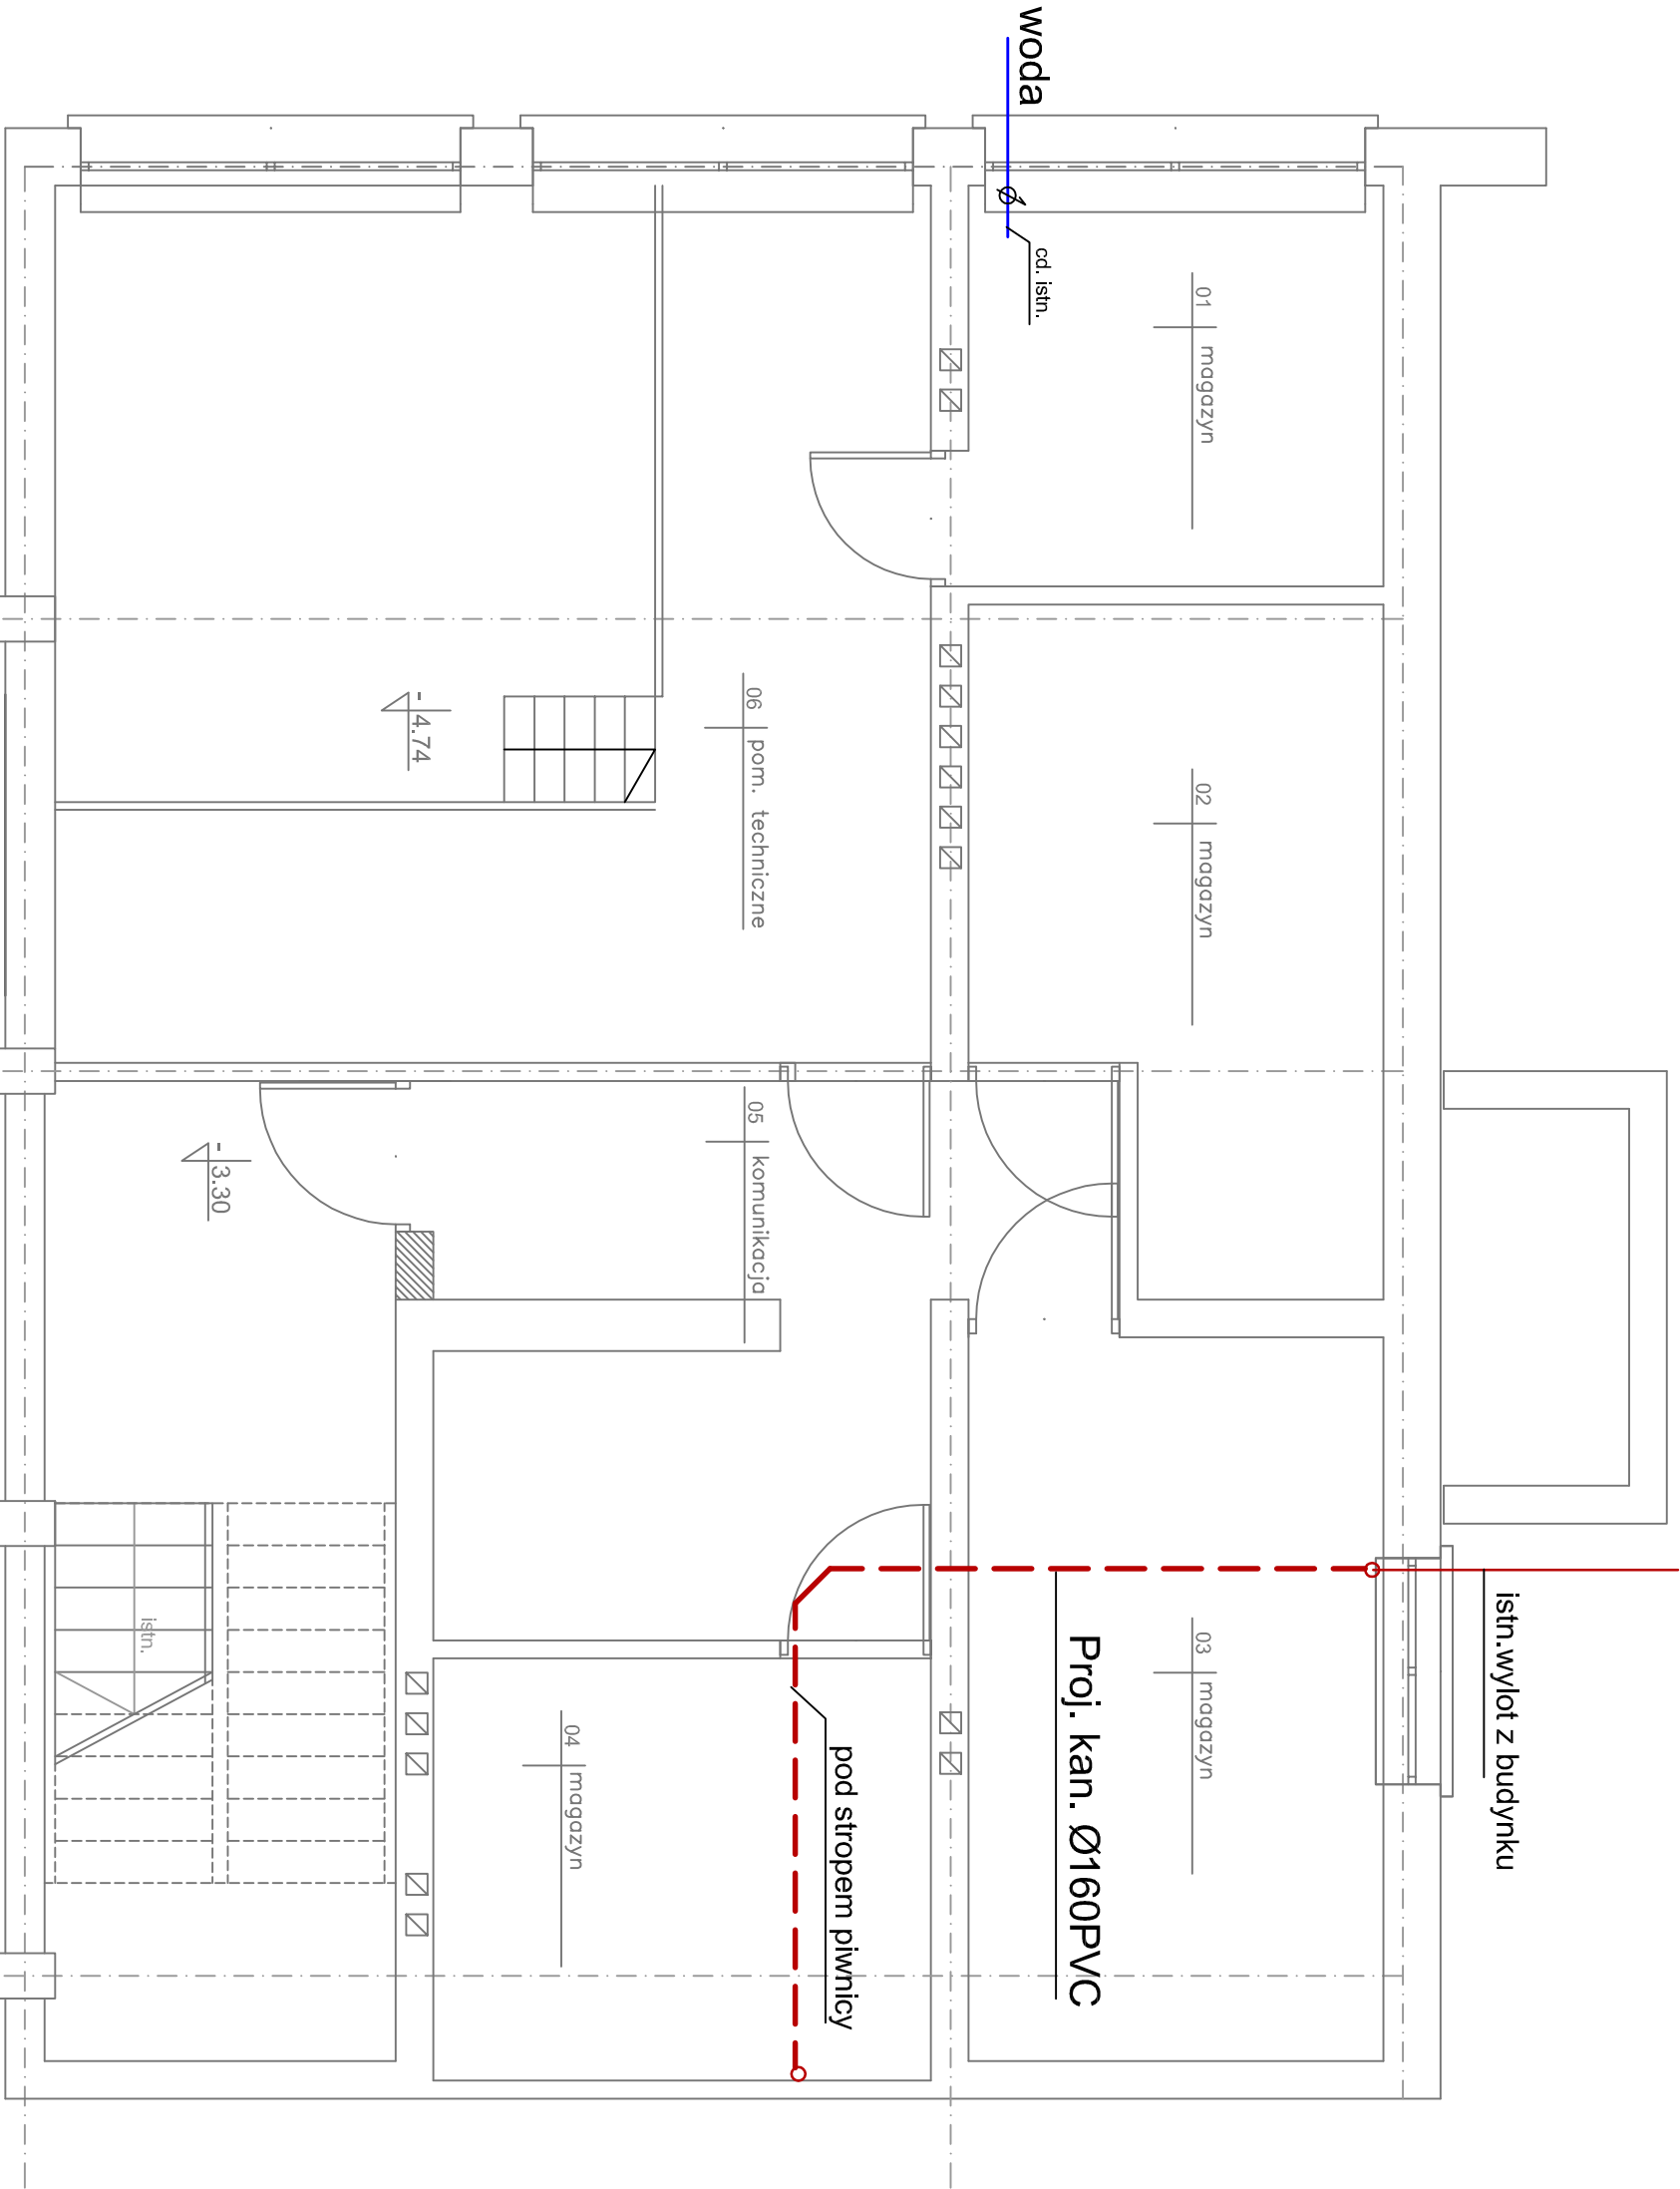 woda
cd. istn.
01 magazyn
02 magazyn
06 pom. techniczne
- 4.74
05 komunikacja
- 3.30
istn.wylot z budynku
03 magazyn
Proj. kan. Ø160PVC
pod stropem piwnicy
04 magazyn
istn.